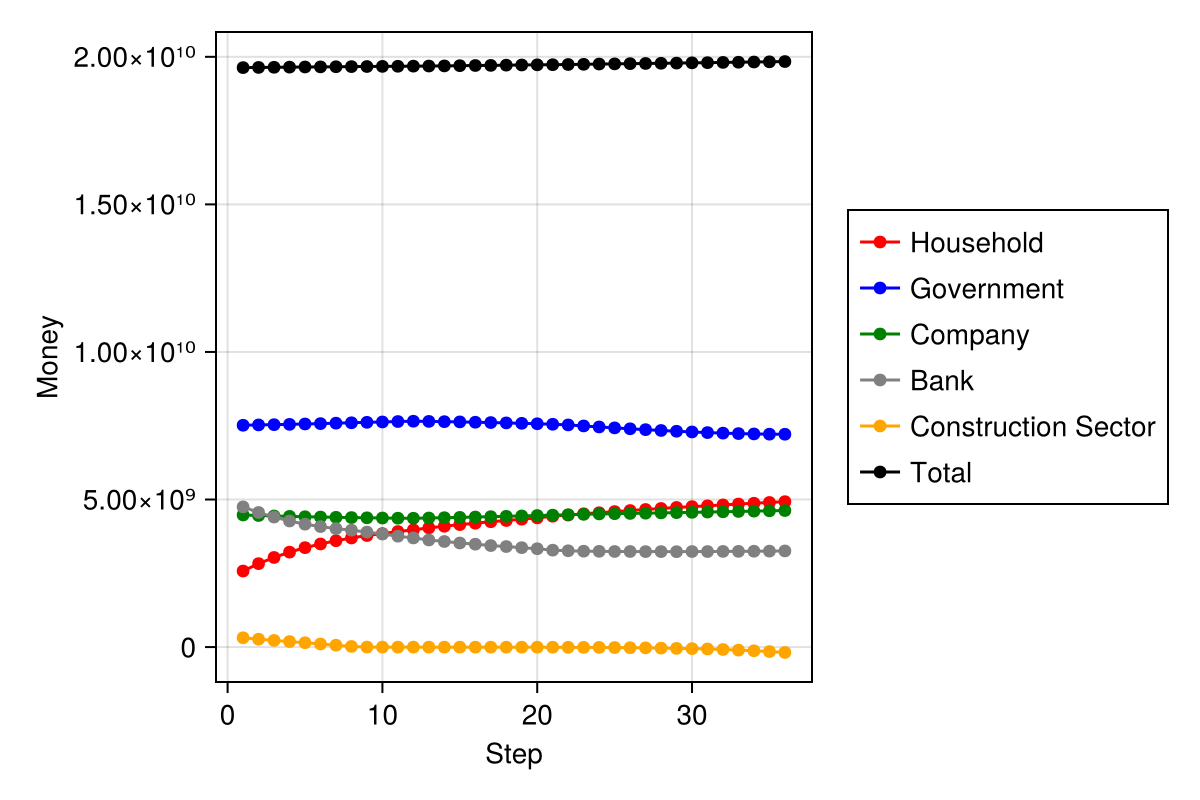 2.00×10¹⁰
1.50×10¹⁰
1.00×10¹⁰
5.00×10⁹
0
Money
0 10 20 30
Step
Household
Government
Company
Bank
Construction Sector
Total